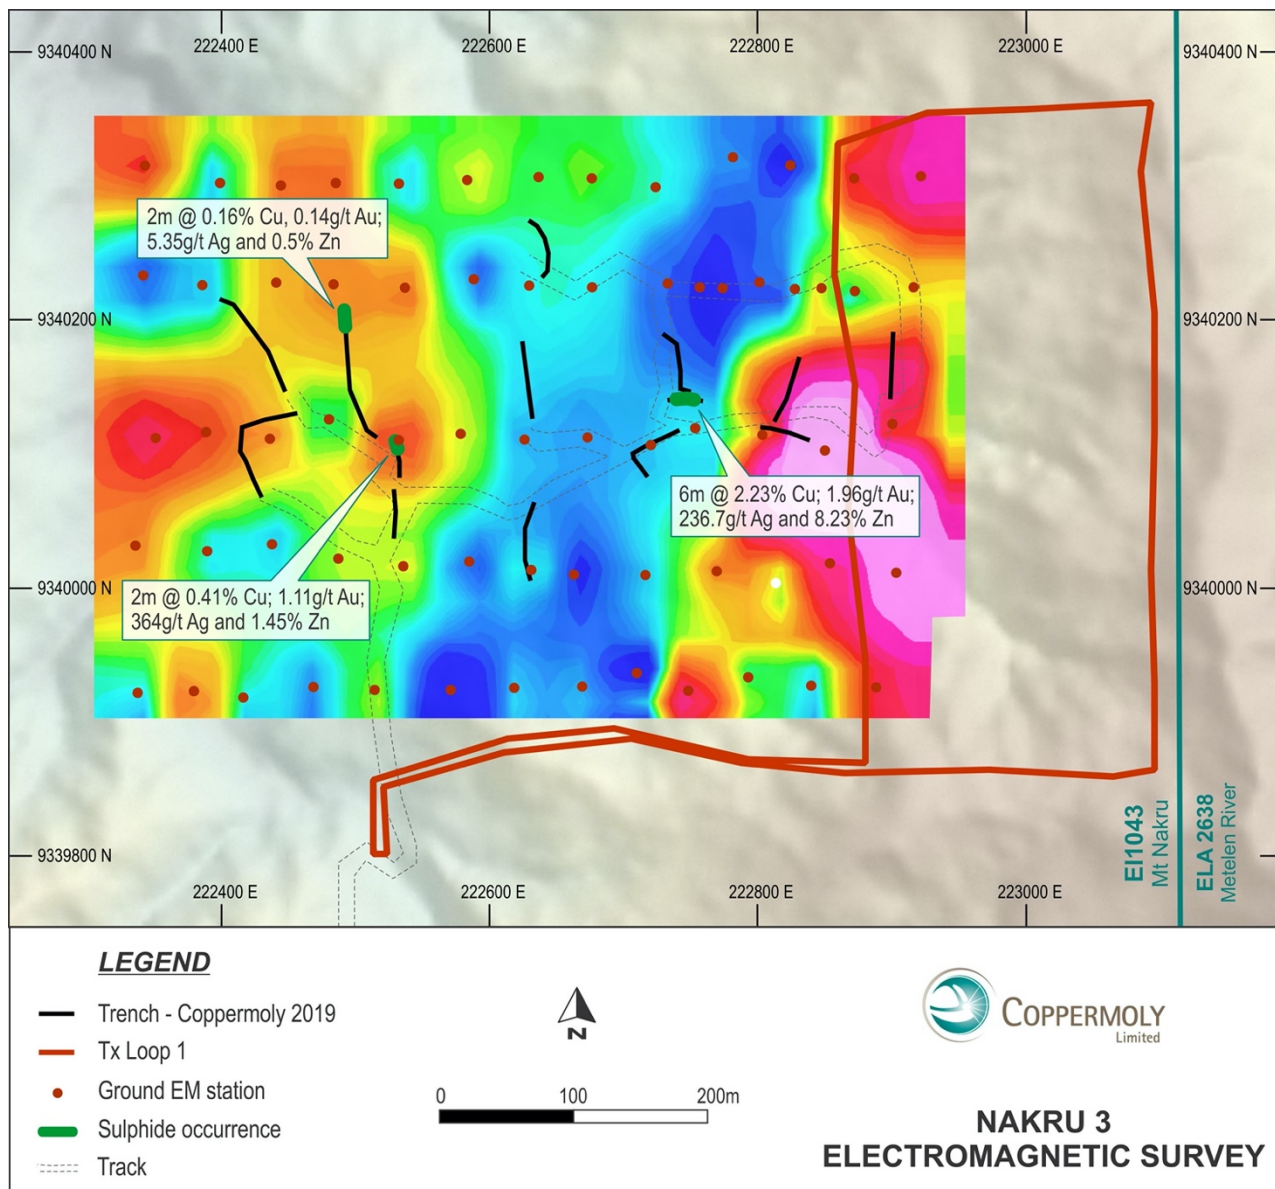 222400 E
222600 E
222800 E
223000 E
9340400 N
9340400 N
2m @ 0.16% Cu, 0.14g/t Au;
5.35g/t Ag and 0.5% Zn
9340200 N
9340200 N
6m @ 2.23% Cu; 1.96g/t Au;
236.7g/t Ag and 8.23% Zn
9340000 N
9340000 N
2m @ 0.41% Cu; 1.11g/t Au;
364g/t Ag and 1.45% Zn
EI1043
Mt Nakru
ELA 2638
Metelen River
9339800 N
222400 E
222600 E
222800 E
223000 E
LEGEND
Trench - Coppermoly 2019
Tx Loop 1
Ground EM station
Sulphide occurrence
Track
N
0 100 200m
COPPERMOLY
Limited
NAKRU 3
ELECTROMAGNETIC SURVEY